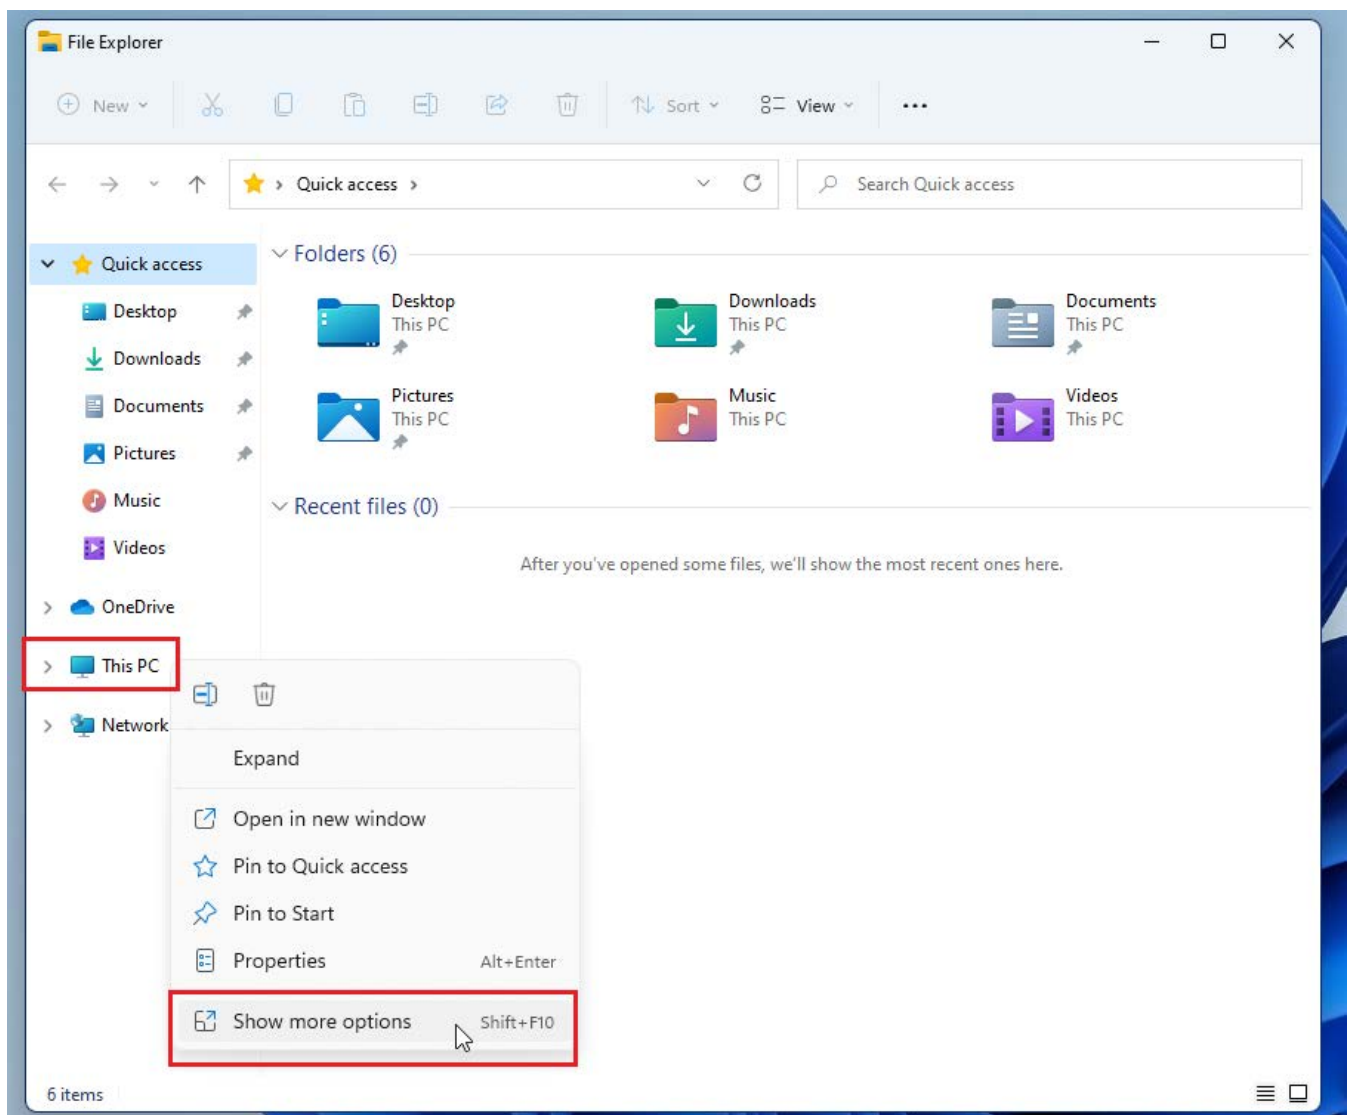 File Explorer
New
Sort
View
Quick access
Search Quick access
Quick access
Desktop
Downloads
Documents
Pictures
Music
Videos
OneDrive
This PC
Network
Folders (6)
Desktop
This PC
Downloads
This PC
Documents
This PC
Pictures
This PC
Music
This PC
Videos
This PC
Recent files (0)
After you've opened some files, we'll show the most recent ones here.
Expand
Open in new window
Pin to Quick access
Pin to Start
Properties Alt+Enter
Show more options Shift+F10
6 items